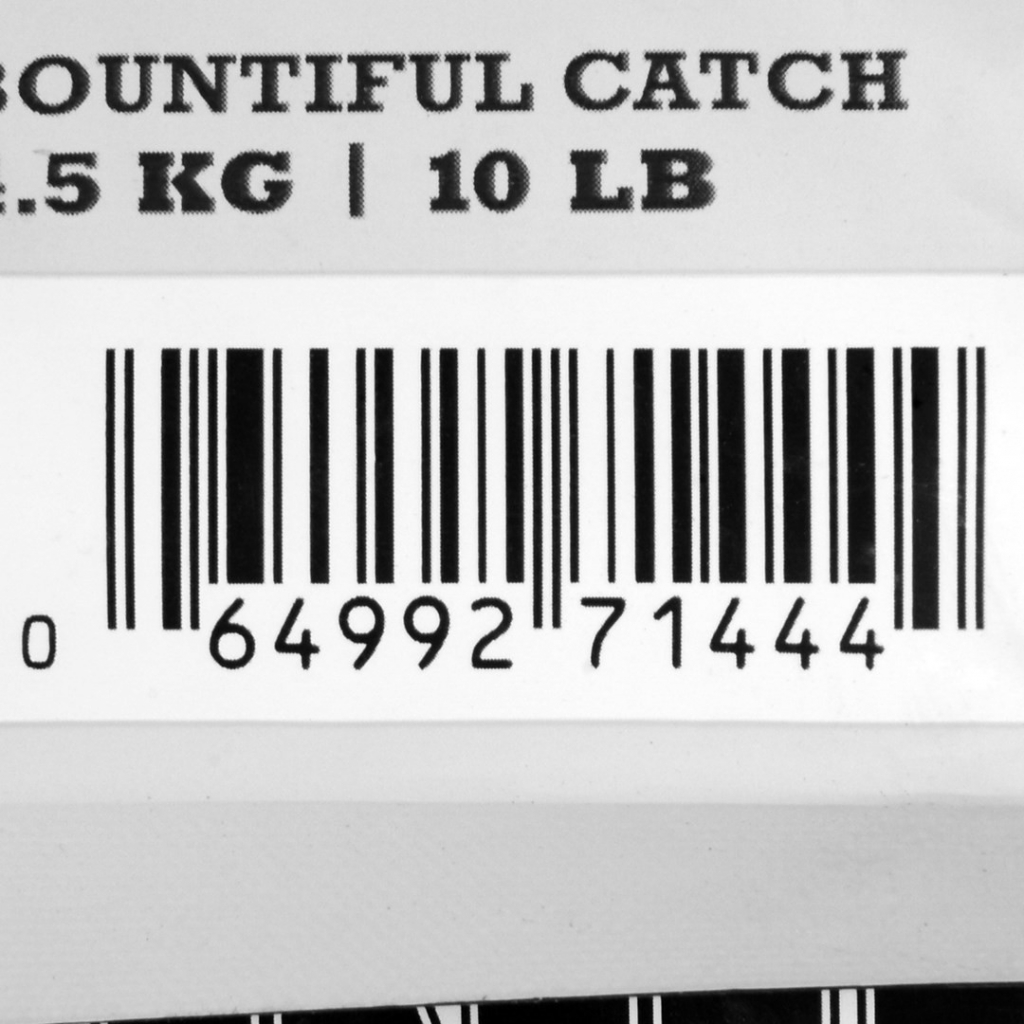 BOUNTIFUL CATCH
.5 KG | 10 LB
0 64992 71444